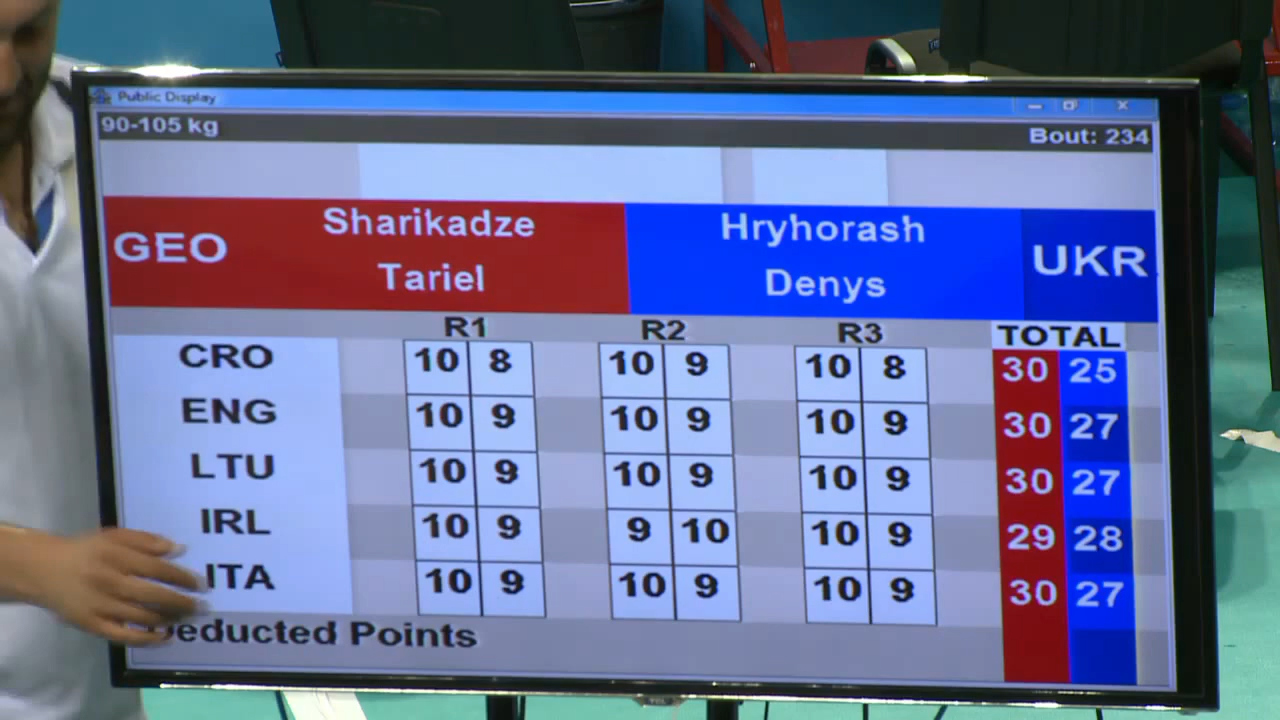 Public Display
90-105 kg Bout: 234
GEO Sharikadze Tariel Hryhorash Denys UKR
R1 R2 R3 TOTAL
CRO 10 8 10 9 10 8 30 25
ENG 10 9 10 9 10 9 30 27
LTU 10 9 10 9 10 9 30 27
IRL 10 9 9 10 10 9 29 28
ITA 10 9 10 9 10 9 30 27
Deducted Points